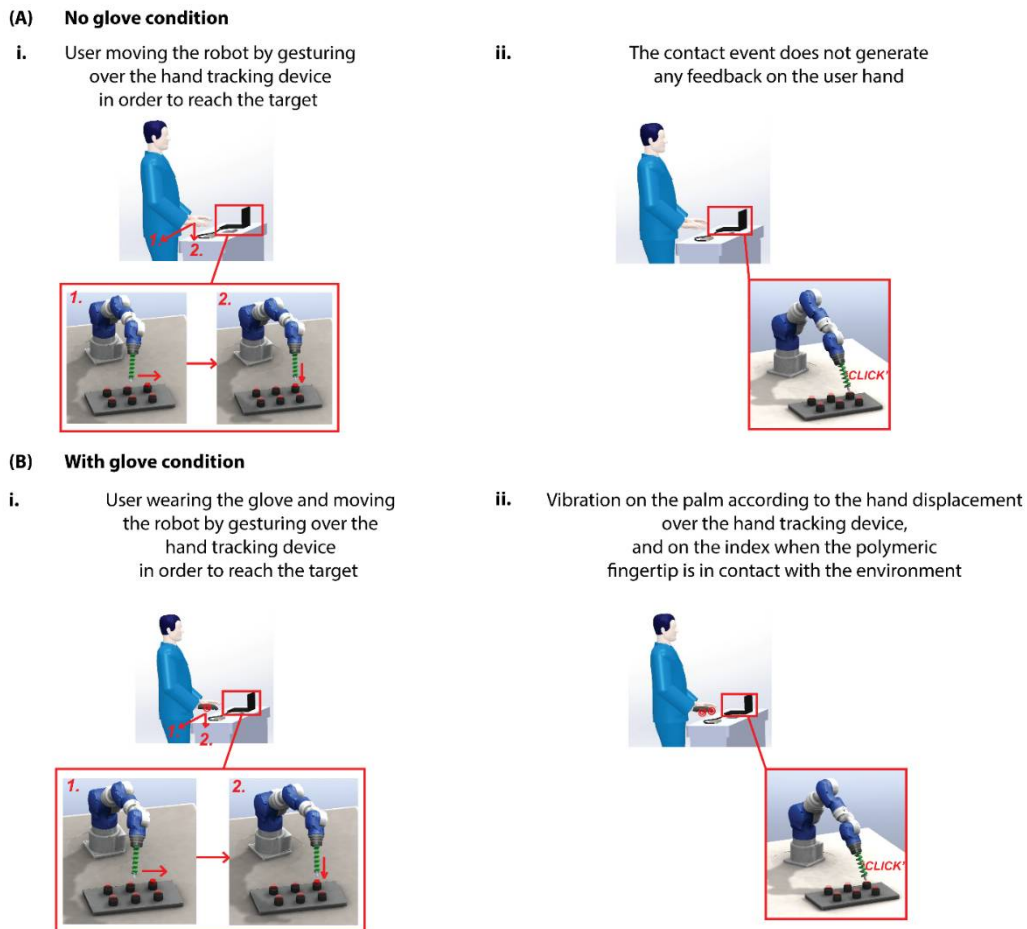 (A) No glove condition
i. User moving the robot by gesturing
over the hand tracking device
in order to reach the target
1.
2.
1.
2.
ii. The contact event does not generate
any feedback on the user hand
CLICK'
(B) With glove condition
i. User wearing the glove and moving
the robot by gesturing over the
hand tracking device
in order to reach the target
1.
2.
1.
2.
ii. Vibration on the palm according to the hand displacement
over the hand tracking device,
and on the index when the polymeric
fingertip is in contact with the environment
CLICK'